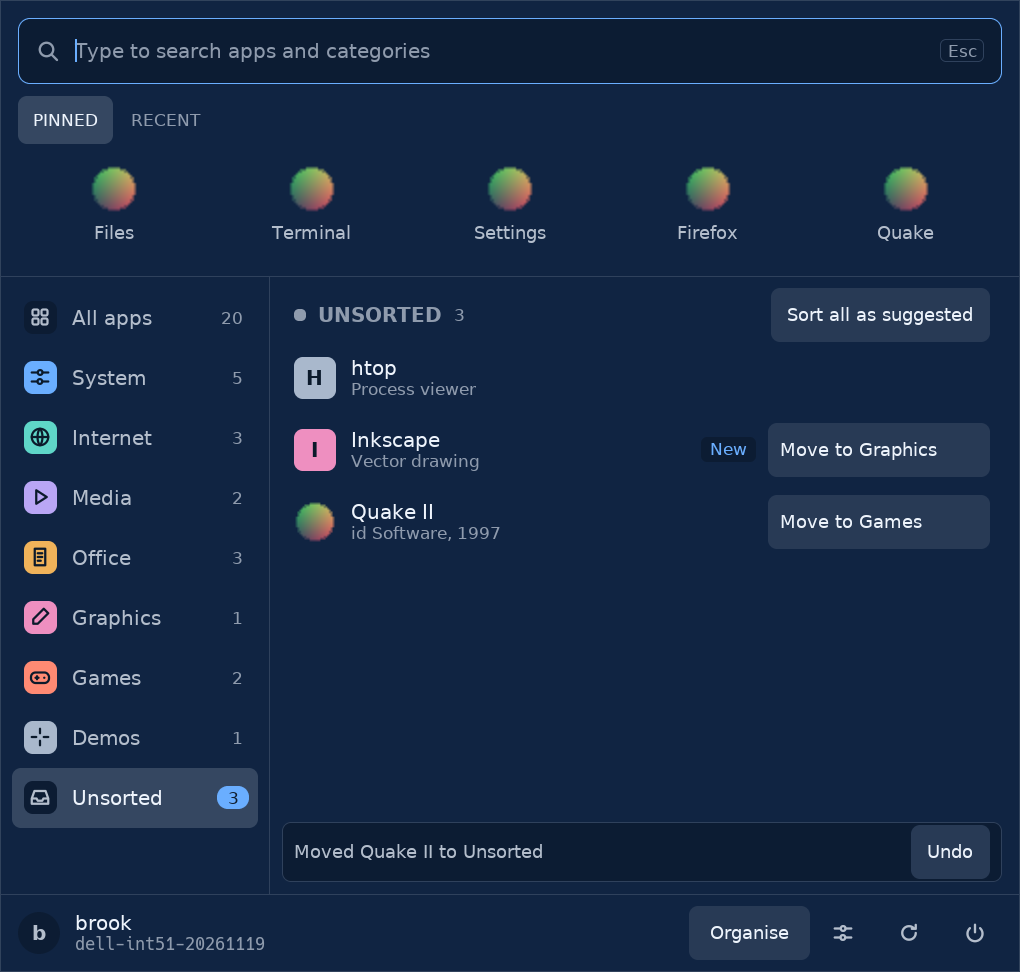 Type to search apps and categories Esc
PINNED RECENT
Files Terminal Settings Firefox Quake
All apps 20
System 5
Internet 3
Media 2
Office 3
Graphics 1
Games 2
Demos 1
Unsorted 3
UNSORTED 3 Sort all as suggested
H htop
Process viewer
I Inkscape New Move to Graphics
Vector drawing
Quake II Move to Games
id Software, 1997
Moved Quake II to Unsorted Undo
b brook Organise
dell-int51-20261119